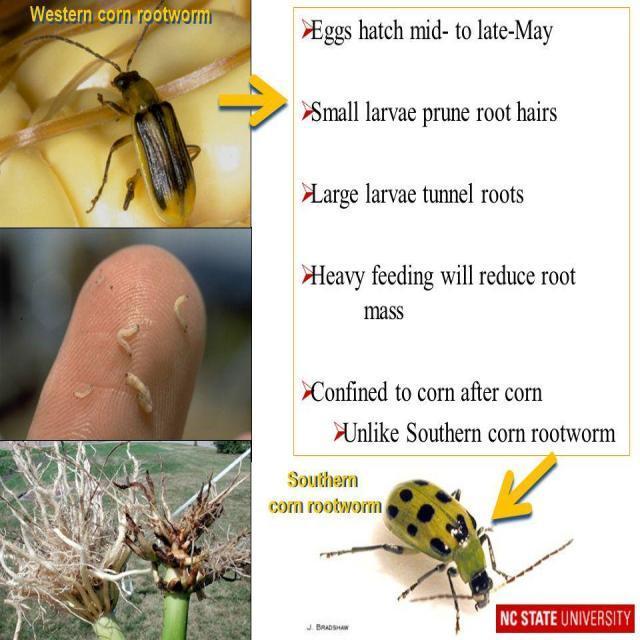 Western corn rootworm
Eggs hatch mid- to late-May
Small larvae prune root hairs
Large larvae tunnel roots
Heavy feeding will reduce root
mass
Confined to corn after corn
Unlike Southern corn rootworm
Southern
corn rootworm
J. BRADSHAW
NC STATE UNIVERSITY